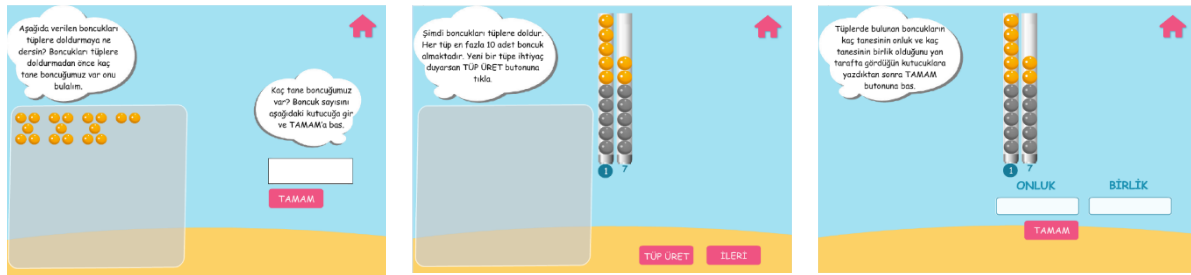 Aşağıda verilen boncukları
tüplere doldurmaya ne
dersin? Boncukları tüplere
doldurmadan önce kaç
tane boncuğumuz var onu
bulalım.
Kaç tane boncuğumuz
var? Boncuk sayısını
aşağıdaki kutucuğa gir
ve TAMAM'a bas.
TAMAM
Şimdi boncukları tüplere doldur.
Her tüp en fazla 10 adet boncuk
almaktadır. Yeni bir tüpe ihtiyaç
duyarsan TÜP ÜRET butonuna
tıkla.
1 7
TÜP ÜRET İLERİ
Tüplerde bulunan boncukların
kaç tanesinin onluk ve kaç
tanesinin birlik olduğunu yan
tarafta gördüğün kutucuklara
yazdıktan sonra TAMAM
butonuna bas.
1 7
ONLUK BİRLİK
TAMAM